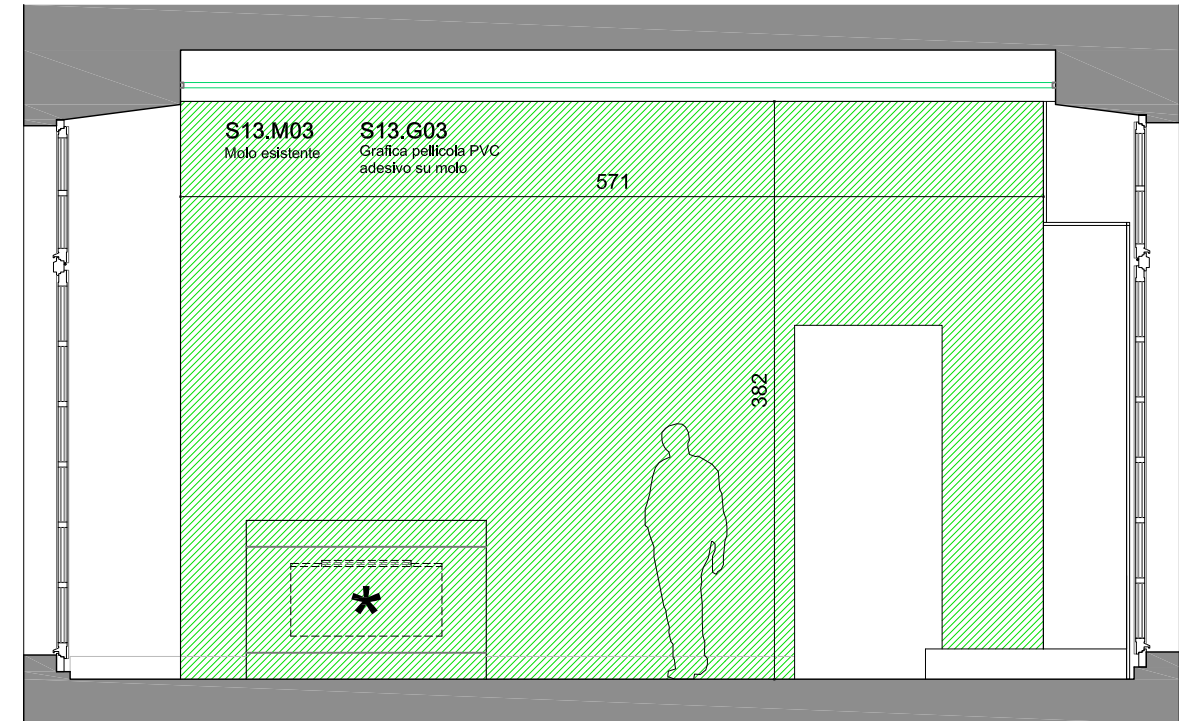 S13.M03
Molo esistente
S13.G03
Grafica pellicola PVC
adesivo su molo
571
382
*